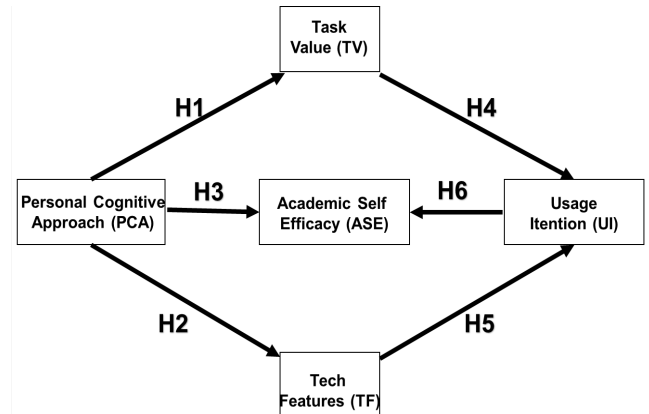 Task
Value (TV)
H1
H4
Personal Cognitive
Approach (PCA)
H3
Academic Self
Efficacy (ASE)
H6
Usage
Itention (UI)
H2
H5
Tech
Features (TF)